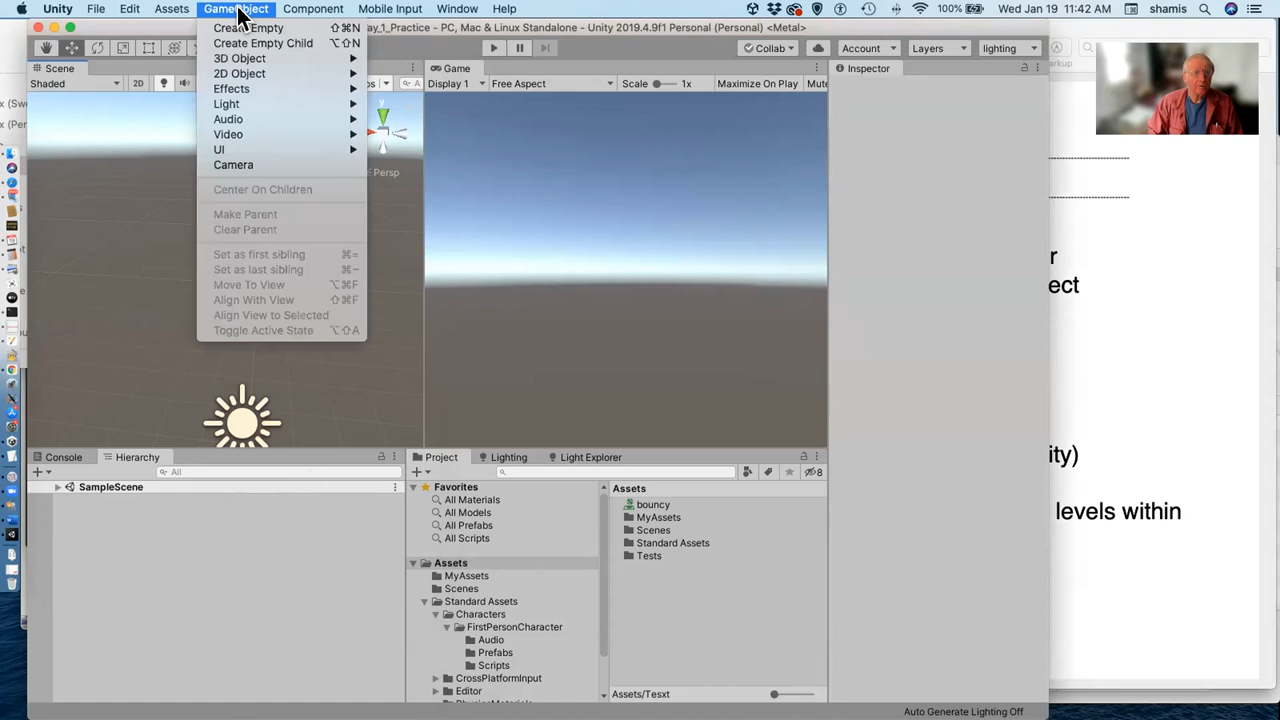 Unity File Edit Assets GameObject Component Mobile Input Window Help 100% Wed Jan 19 11:42 AM shamis
ay_1_Practice - PC, Mac & Linux Standalone - 2019.4.9f1 Personal (Personal) <Metal>
Collab Account Layers lighting
arkup
Scene
Shaded 2D
os A
Create Empty ⇧⌘N
Create Empty Child ⌥⇧N
3D Object
2D Object
Effects
Light
Audio
Video
UI
Camera
Center On Children
Make Parent
Clear Parent
Set as first sibling ⌘=
Set as last sibling ⌘-
Move To View ⌥⌘F
Align With View ⇧⌘F
Align View to Selected
Toggle Active State ⌥⇧A
y
Persp
Game
Display 1 Free Aspect Scale 1x Maximize On Play Mute
Inspector
x (Sw
x (Per
r
ect
ity)
levels within
Console Hierarchy
All
SampleScene
Project Lighting Light Explorer
8
Favorites
All Materials
All Models
All Prefabs
All Scripts
Assets
MyAssets
Scenes
Standard Assets
Characters
FirstPersonCharacter
Audio
Prefabs
Scripts
CrossPlatformInput
Editor
Assets
bouncy
MyAssets
Scenes
Standard Assets
Tests
Assets/Tesxt
Auto Generate Lighting Off